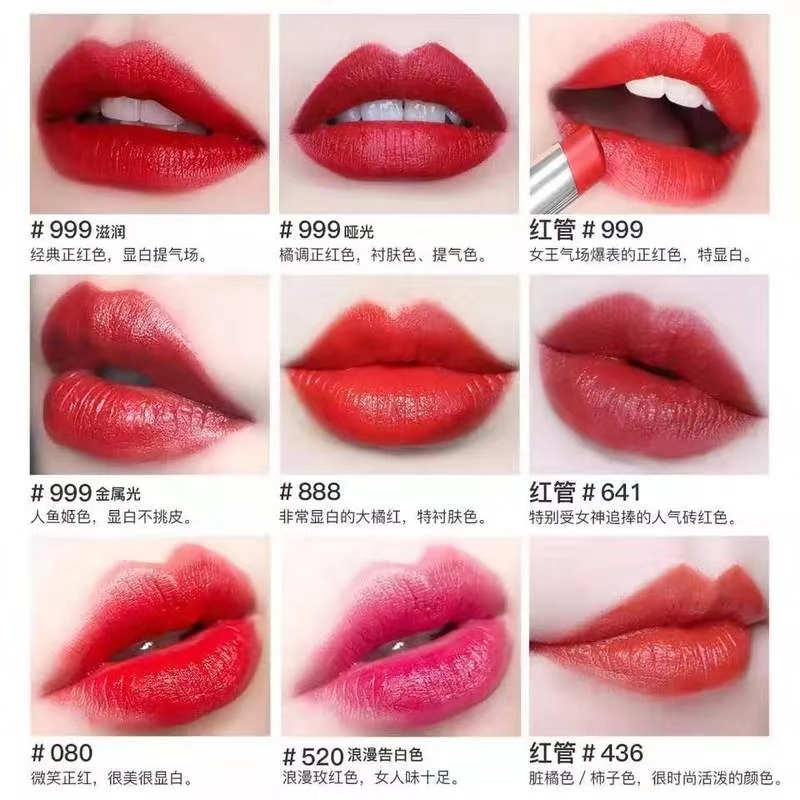 # 999 滋润
经典正红色，显白提气场。
# 999 哑光
橘调正红色，衬肤色、提气色。
红管 # 999
女王气场爆表的正红色，特显白。
# 999 金属光
人鱼姬色，显白不挑皮。
# 888
非常显白的大橘红，特衬肤色。
红管 # 641
特别受女神追捧的人气砖红色。
# 080
微笑正红，很美很显白。
# 520 浪漫告白色
浪漫玫红色，女人味十足。
红管 # 436
脏橘色 / 柿子色，很时尚活泼的颜色。